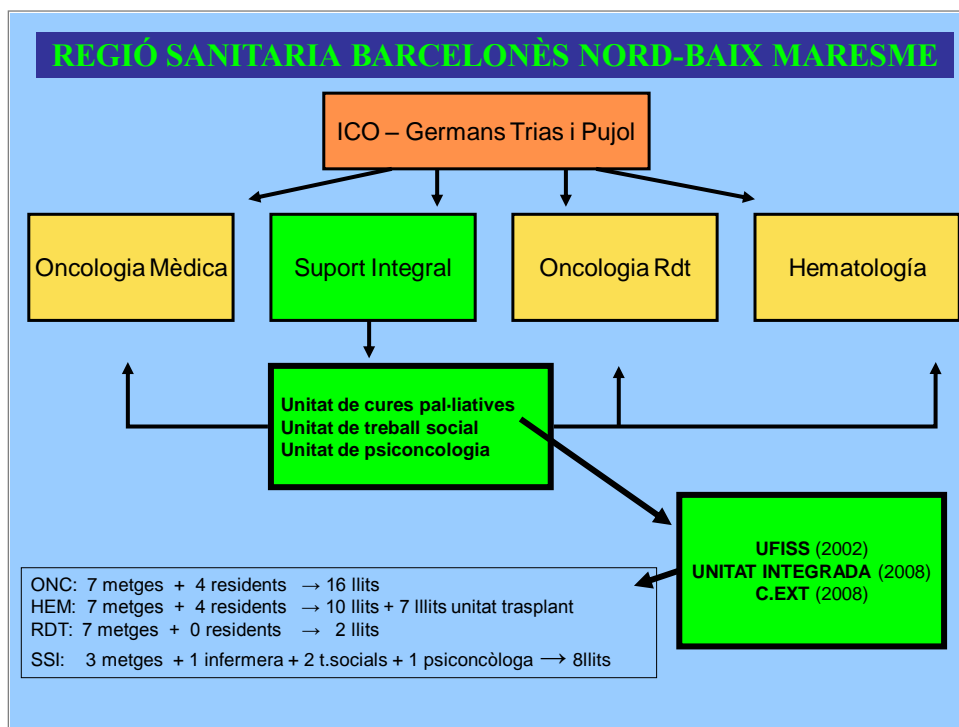 REGIÓ SANITARIA BARCELONÈS NORD-BAIX MARESME
ICO – Germans Trias i Pujol
Oncologia Mèdica
Suport Integral
Oncologia Rdt
Hematología
Unitat de cures pal·liatives
Unitat de treball social
Unitat de psiconcologia
UFISS (2002)
UNITAT INTEGRADA (2008)
C.EXT (2008)
ONC: 7 metges + 4 residents → 16 llits
HEM: 7 metges + 4 residents → 10 llits + 7 lllits unitat trasplant
RDT: 7 metges + 0 residents → 2 llits
SSI: 3 metges + 1 infermera + 2 t.socials + 1 psiconcòloga → 8llits